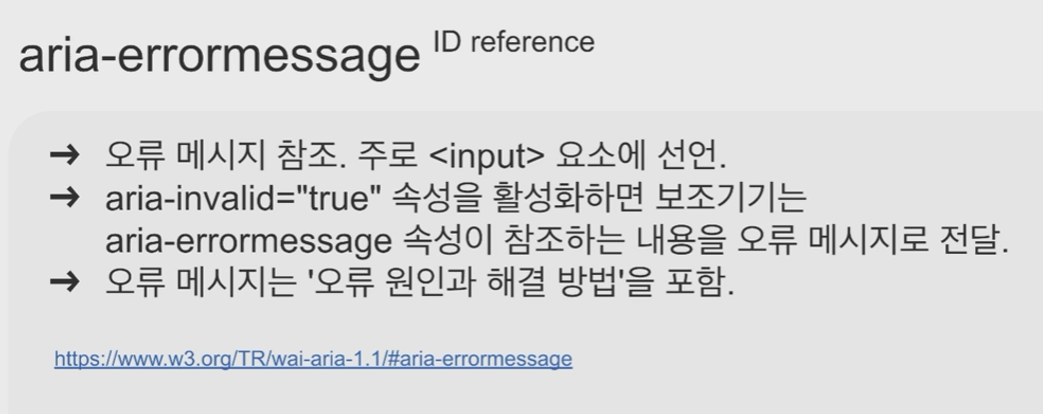 aria-errormessage ID reference
→ 오류 메시지 참조. 주로 <input> 요소에 선언.
→ aria-invalid="true" 속성을 활성화하면 보조기기는
aria-errormessage 속성이 참조하는 내용을 오류 메시지로 전달.
→ 오류 메시지는 '오류 원인과 해결 방법'을 포함.
https://www.w3.org/TR/wai-aria-1.1/#aria-errormessage